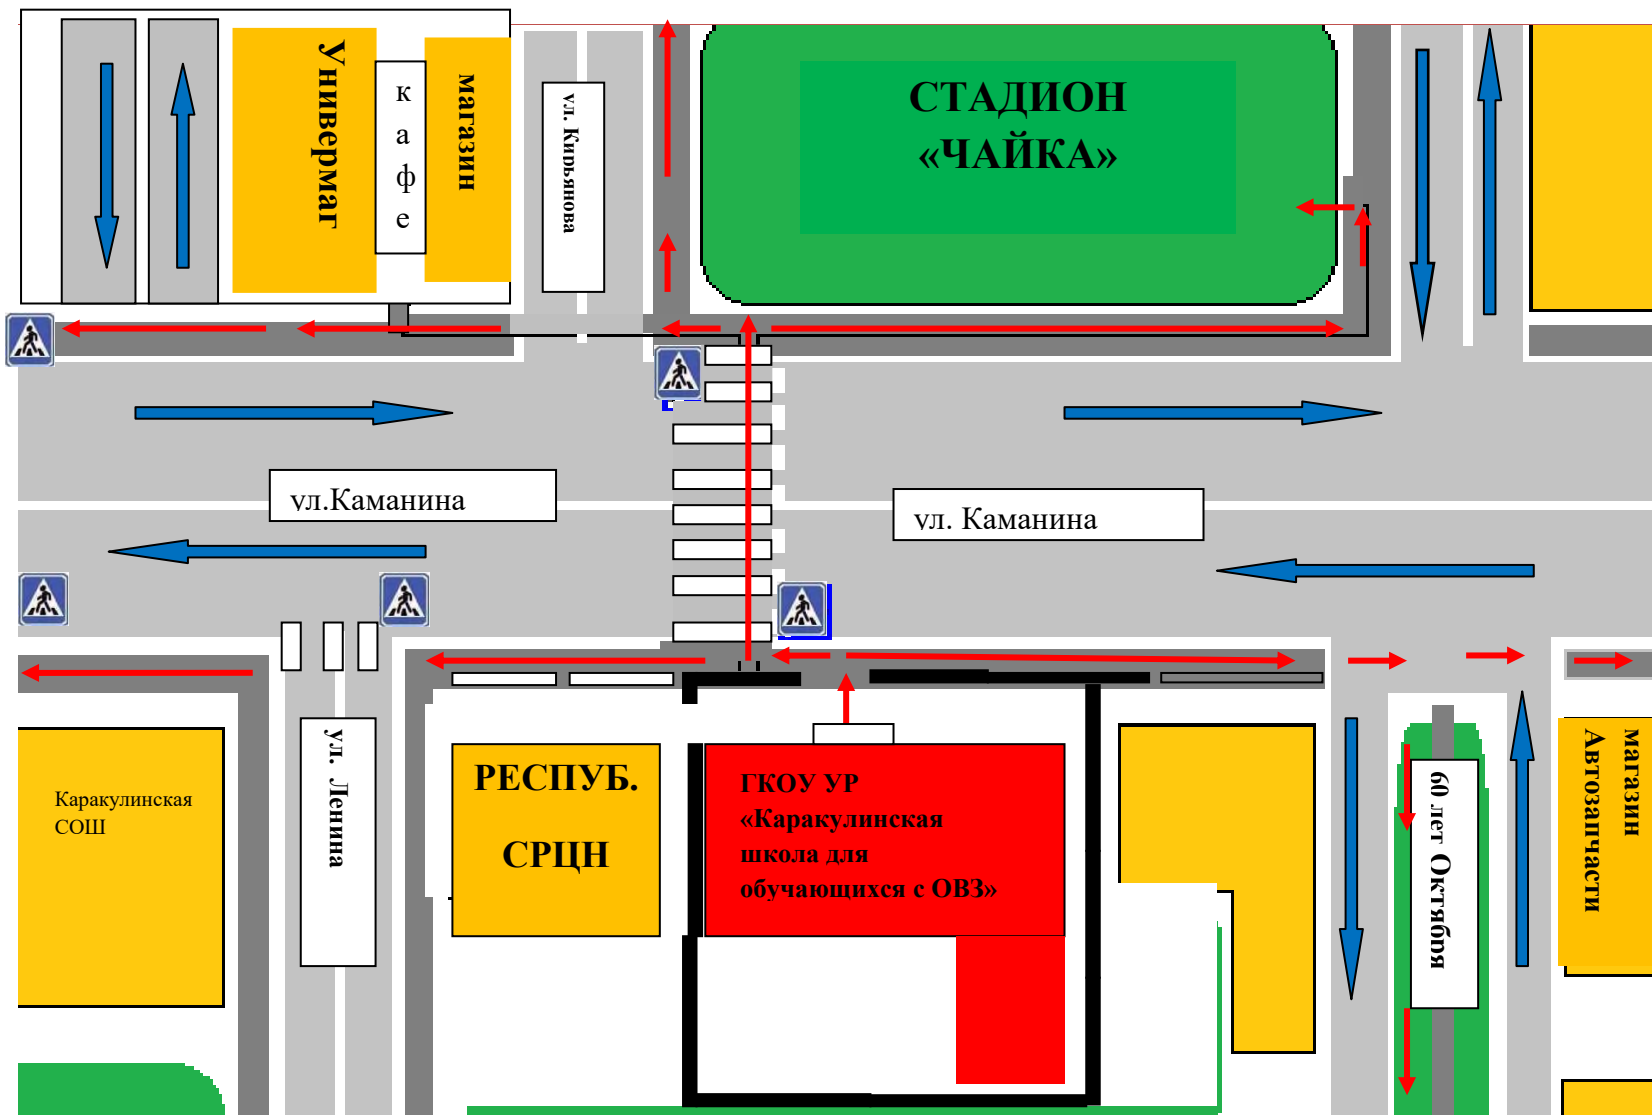 Универмаг
кафе
магазин
ул. Кирьянова
СТАДИОН
«ЧАЙКА»
ул.Каманина
ул. Каманина
Каракулинская
СОШ
ул. Ленина
РЕСПУБ.
СРЦН
ГКОУ УР
«Каракулинская
школа для
обучающихся с ОВЗ»
60 лет Октября
магазин
Автозапчасти